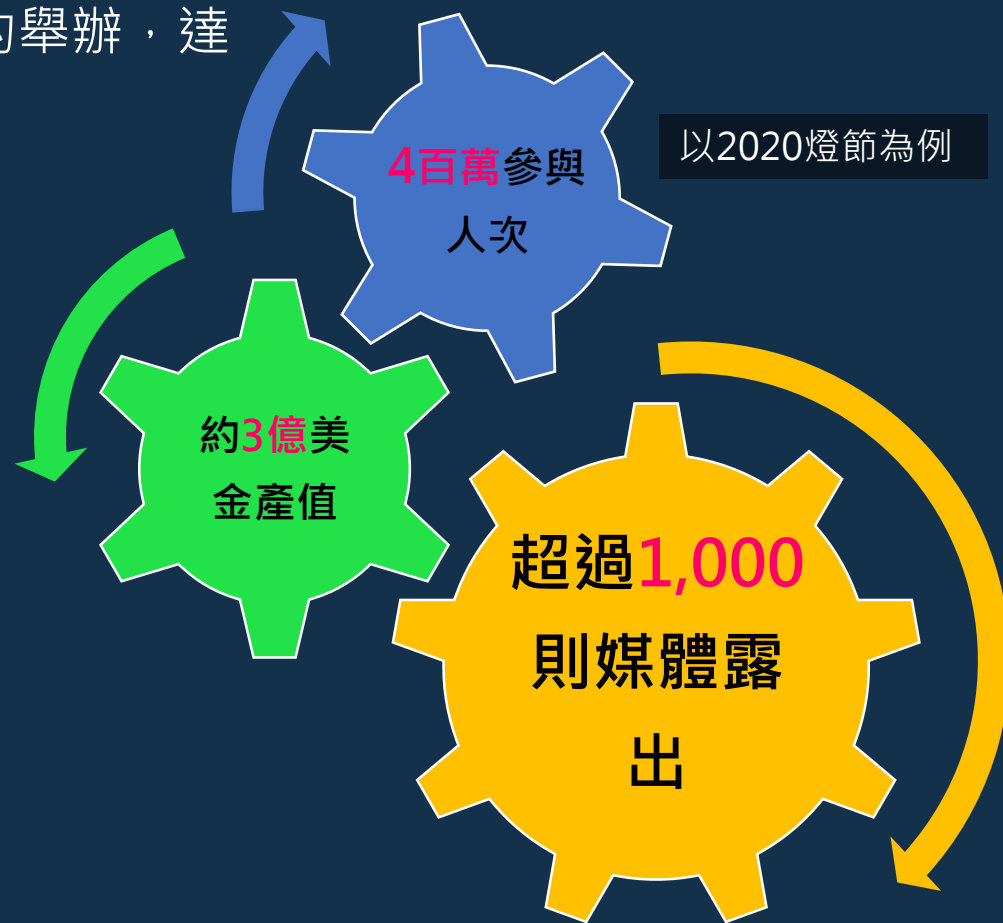 的舉辦，達
4百萬參與
人次
以2020燈節為例
約3億美
金產值
超過1,000
則媒體露
出